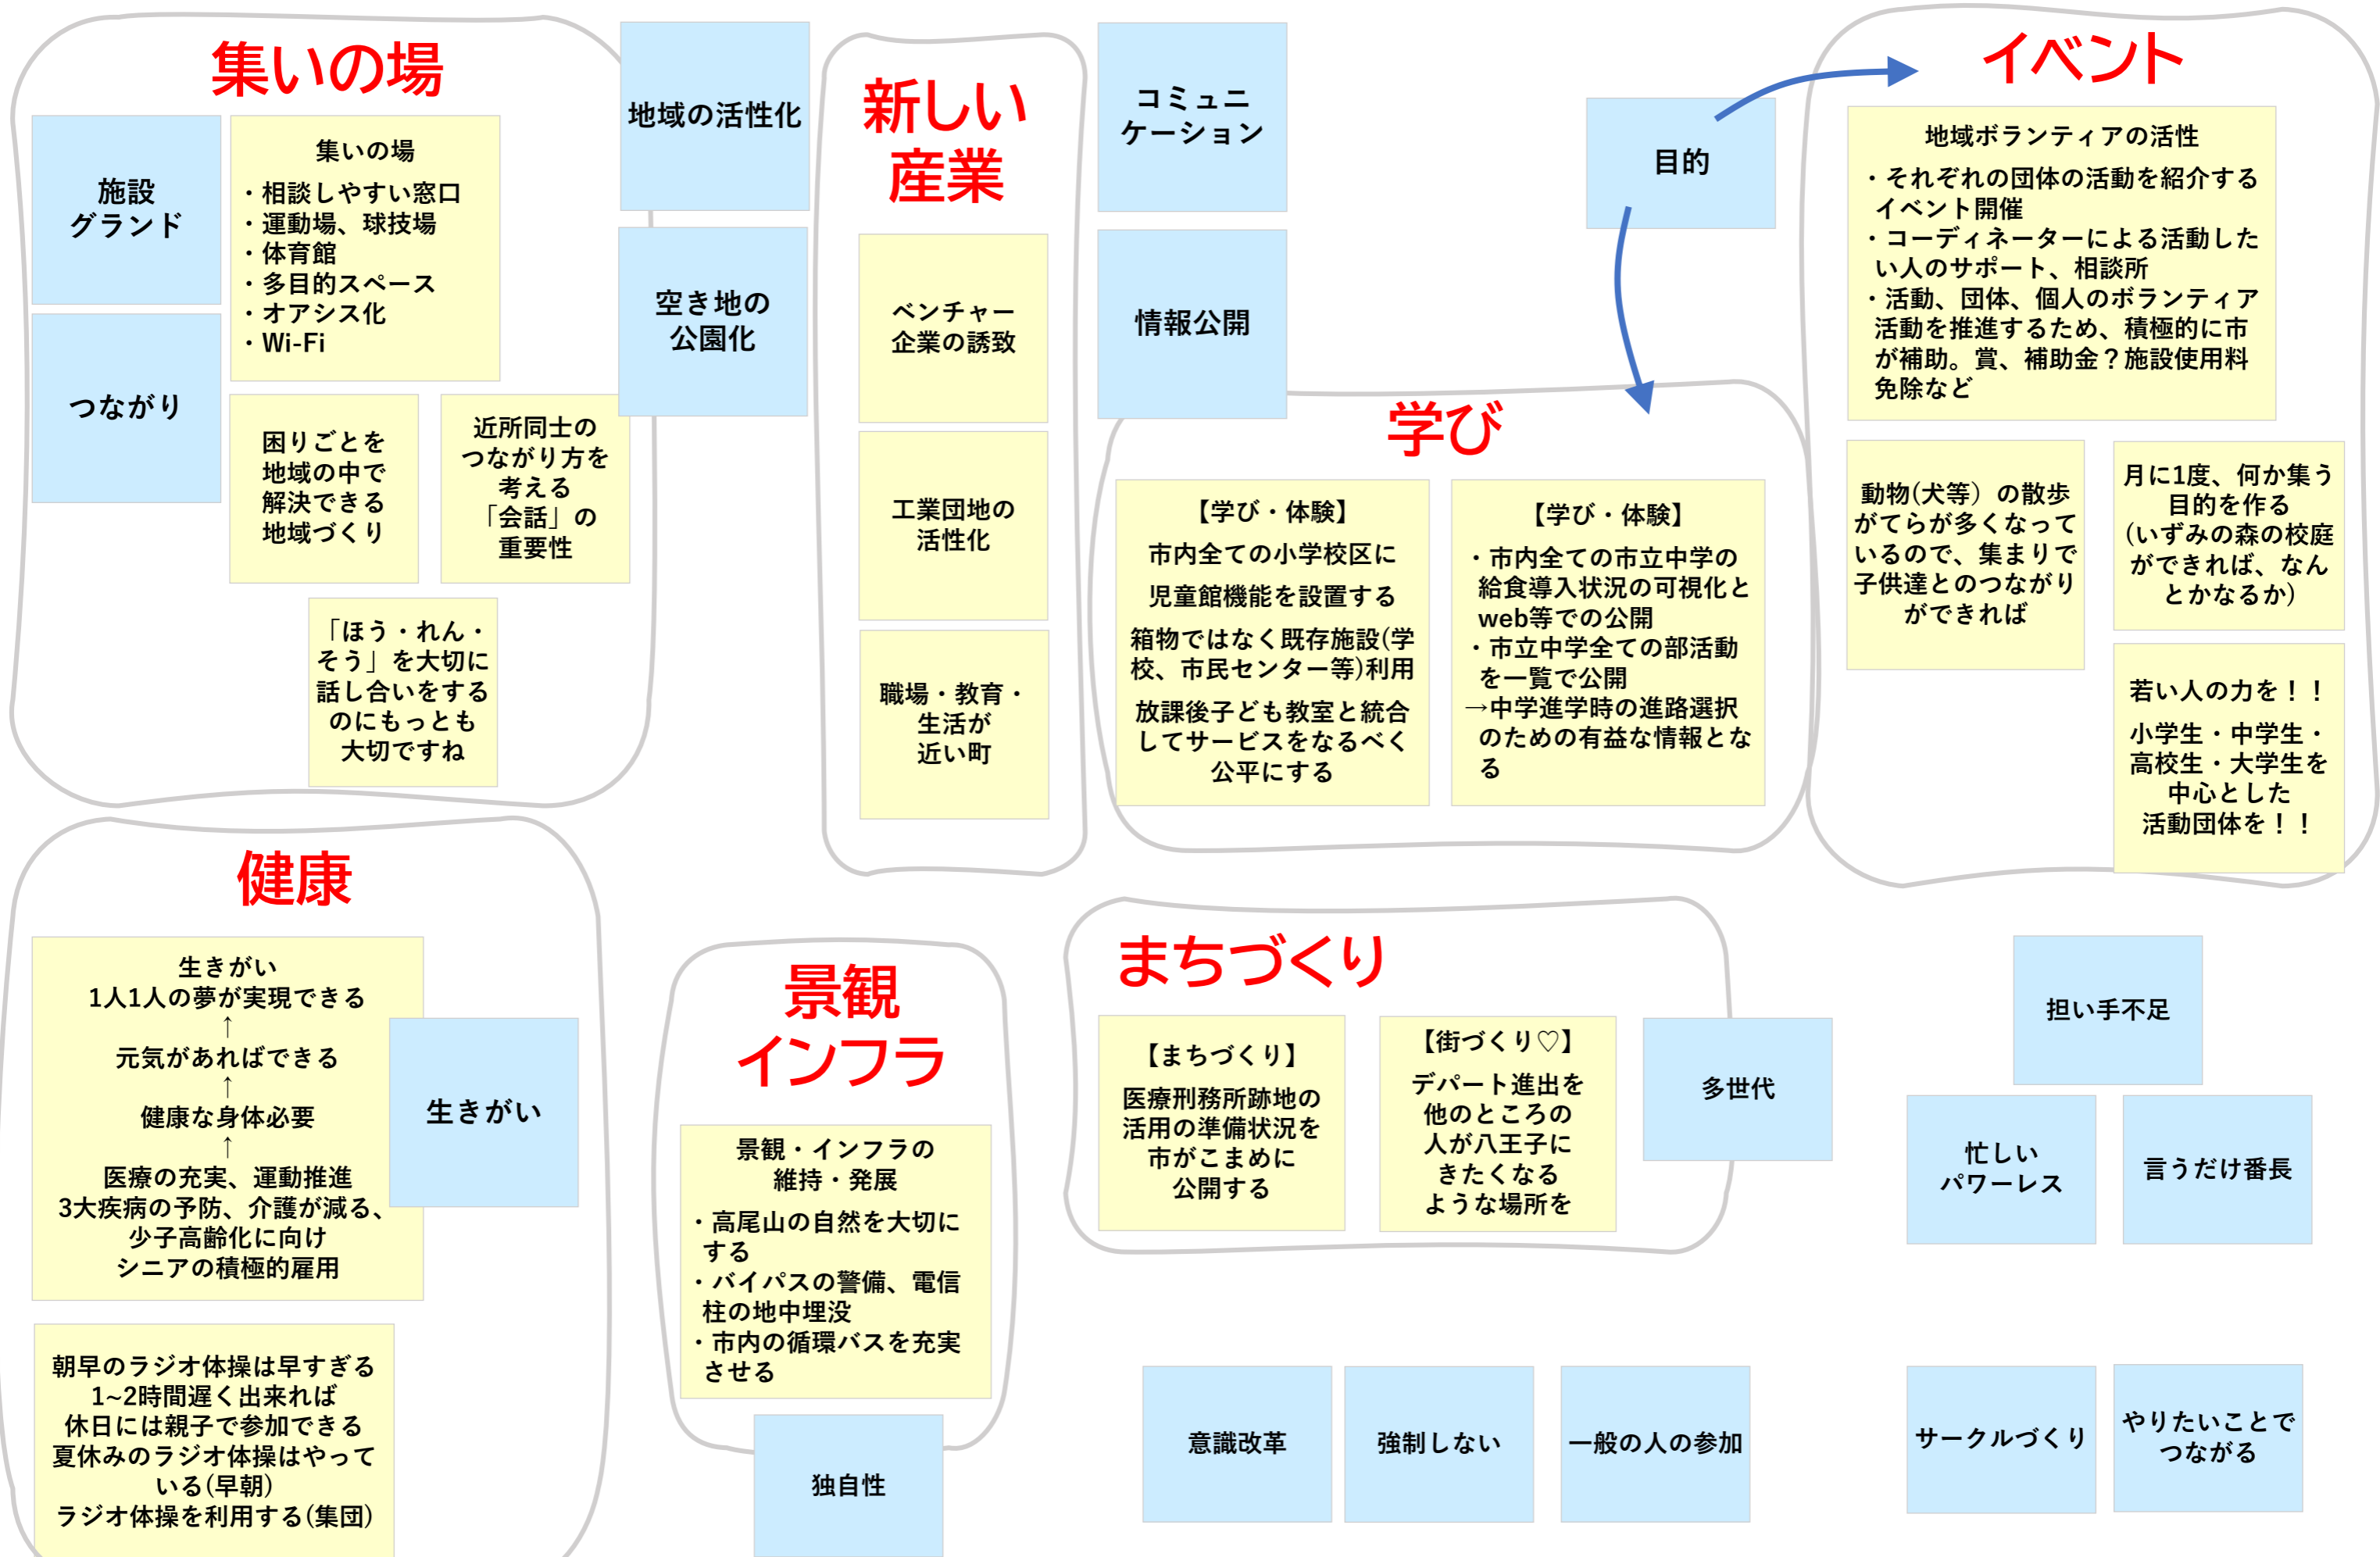 集いの場
施設
グランド
つながり
集いの場
・相談しやすい窓口
・運動場、球技場
・体育館
・多目的スペース
・オアシス化
・Wi-Fi
困りごとを
地域の中で
解決できる
地域づくり
近所同士の
つながり方を
考える
「会話」の
重要性
「ほう・れん・
そう」を大切に
話し合いをする
のにもっとも
大切ですね
地域の活性化
空き地の
公園化
新しい
産業
ベンチャー
企業の誘致
工業団地の
活性化
職場・教育・
生活が
近い町
コミュニ
ケーション
情報公開
目的
学び
【学び・体験】
市内全ての小学校区に
児童館機能を設置する
箱物ではなく既存施設(学
校、市民センター等)利用
放課後子ども教室と統合
してサービスをなるべく
公平にする
【学び・体験】
・市内全ての市立中学の
給食導入状況の可視化と
web等での公開
・市立中学全ての部活動
を一覧で公開
→中学進学時の進路選択
のための有益な情報とな
る
イベント
地域ボランティアの活性
・それぞれの団体の活動を紹介する
イベント開催
・コーディネーターによる活動した
い人のサポート、相談所
・活動、団体、個人のボランティア
活動を推進するため、積極的に市
が補助。賞、補助金？施設使用料
免除など
動物(犬等）の散歩
がてらが多くなって
いるので、集まりで
子供達とのつながり
ができれば
月に1度、何か集う
目的を作る
(いずみの森の校庭
ができれば、なん
とかなるか)
若い人の力を！！
小学生・中学生・
高校生・大学生を
中心とした
活動団体を！！
健康
生きがい
1人1人の夢が実現できる
↑
元気があればできる
↑
健康な身体必要
↑
医療の充実、運動推進
3大疾病の予防、介護が減る、
少子高齢化に向け
シニアの積極的雇用
生きがい
朝早のラジオ体操は早すぎる
1~2時間遅く出来れば
休日には親子で参加できる
夏休みのラジオ体操はやって
いる(早朝)
ラジオ体操を利用する(集団)
景観
インフラ
景観・インフラの
維持・発展
・高尾山の自然を大切に
する
・バイパスの警備、電信
柱の地中埋没
・市内の循環バスを充実
させる
独自性
まちづくり
【まちづくり】
医療刑務所跡地の
活用の準備状況を
市がこまめに
公開する
【街づくり♡】
デパート進出を
他のところの
人が八王子に
きたくなる
ような場所を
多世代
担い手不足
忙しい
パワーレス
言うだけ番長
意識改革
強制しない
一般の人の参加
サークルづくり
やりたいことで
つながる